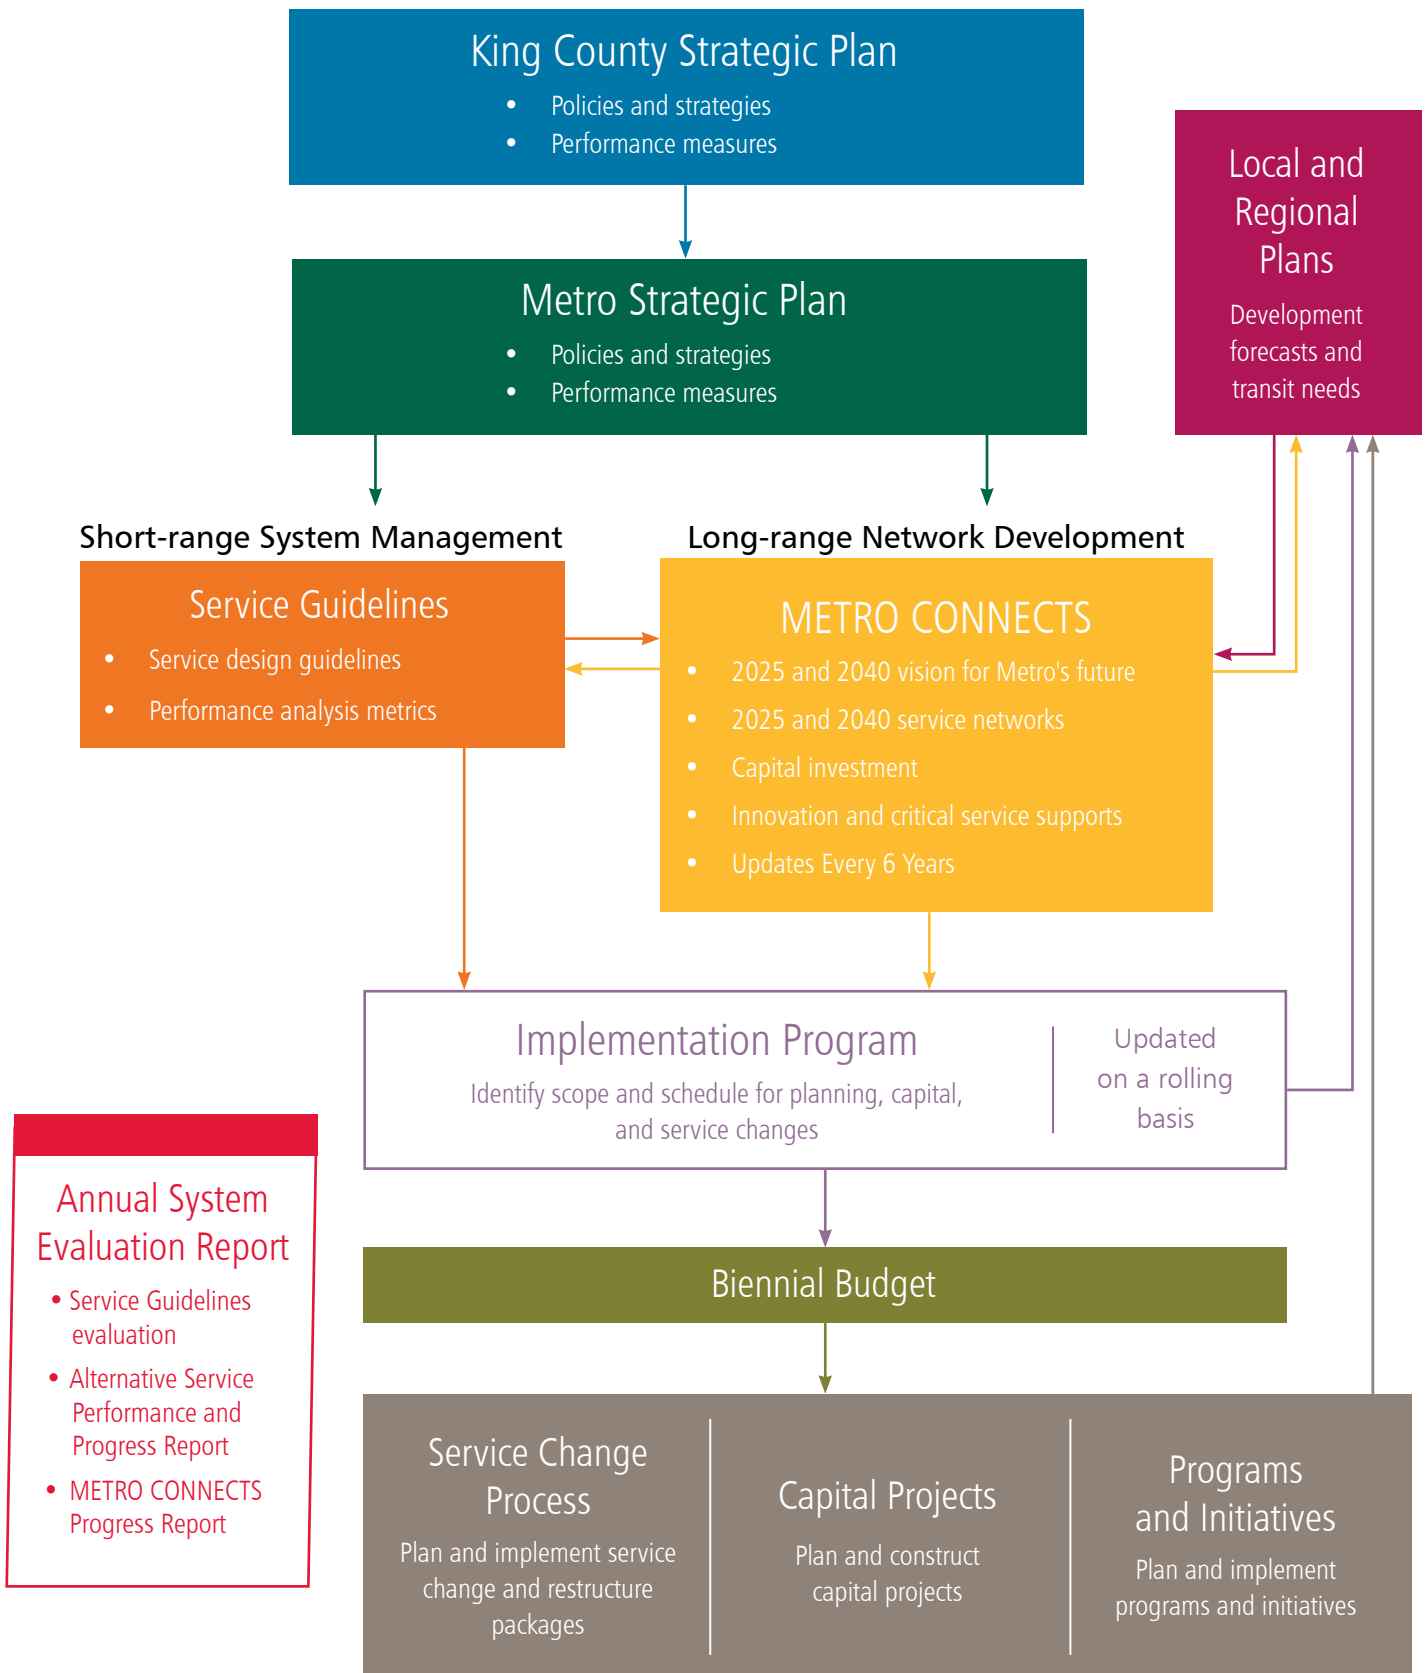 King County Strategic Plan
• Policies and strategies
• Performance measures
Local and
Regional
Plans
Development
forecasts and
transit needs
Metro Strategic Plan
• Policies and strategies
• Performance measures
Short-range System Management
Service Guidelines
• Service design guidelines
• Performance analysis metrics
Long-range Network Development
METRO CONNECTS
• 2025 and 2040 vision for Metro's future
• 2025 and 2040 service networks
• Capital investment
• Innovation and critical service supports
• Updates Every 6 Years
Implementation Program
Identify scope and schedule for planning, capital,
and service changes
Updated
on a rolling
basis
Annual System
Evaluation Report
• Service Guidelines
evaluation
• Alternative Service
Performance and
Progress Report
• METRO CONNECTS
Progress Report
Biennial Budget
Service Change
Process
Plan and implement service
change and restructure
packages
Capital Projects
Plan and construct
capital projects
Programs
and Initiatives
Plan and implement
programs and initiatives